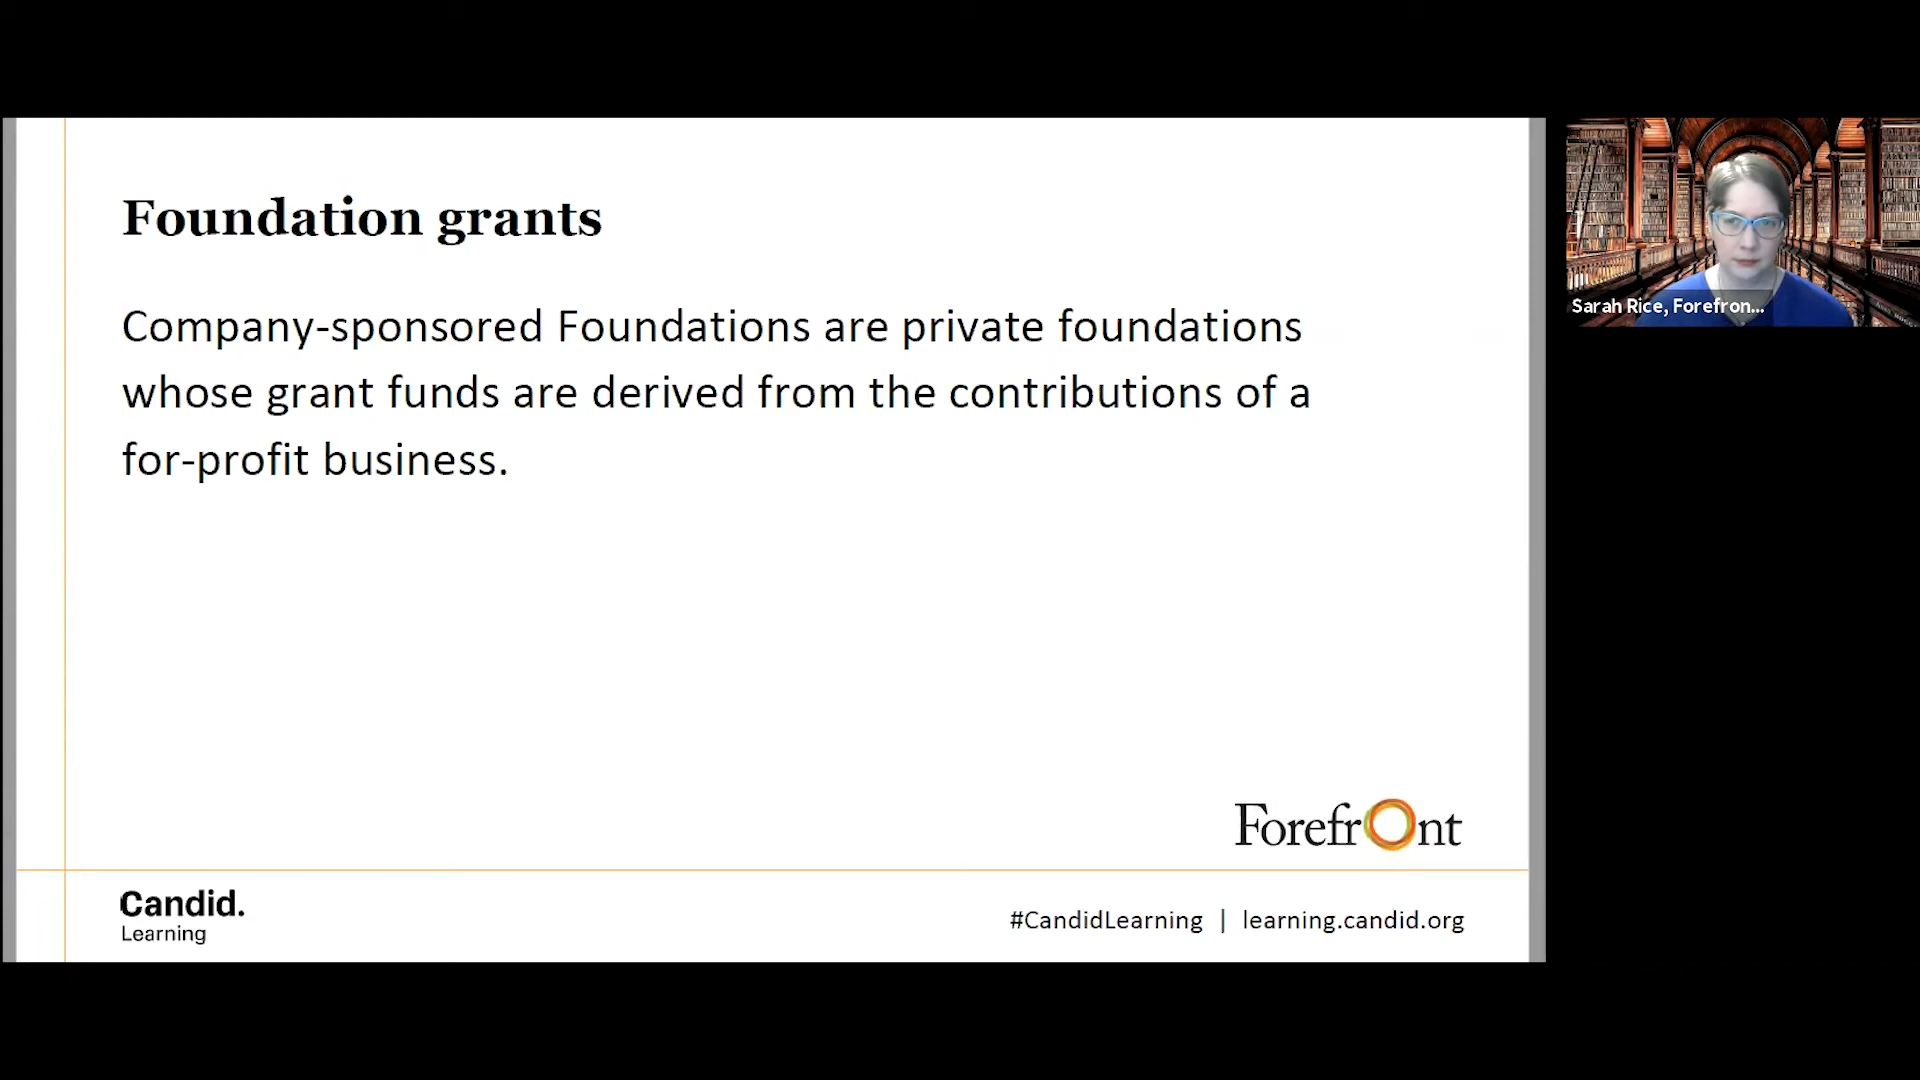 Foundation grants
Company-sponsored Foundations are private foundations
whose grant funds are derived from the contributions of a
for-profit business.
Sarah Rice, Forefron...
Forefront
Candid.
Learning
#CandidLearning | learning.candid.org